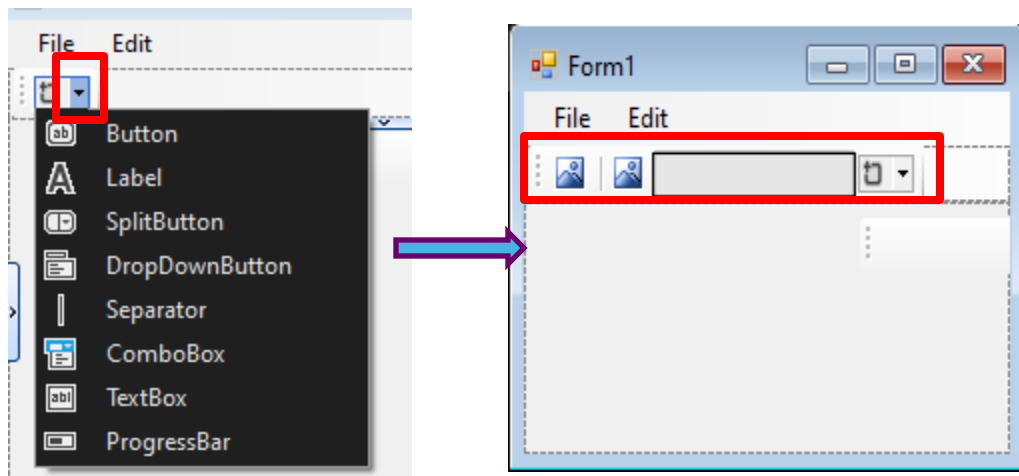 File Edit
Button
Label
SplitButton
DropDownButton
Separator
ComboBox
TextBox
ProgressBar
Form1
File Edit